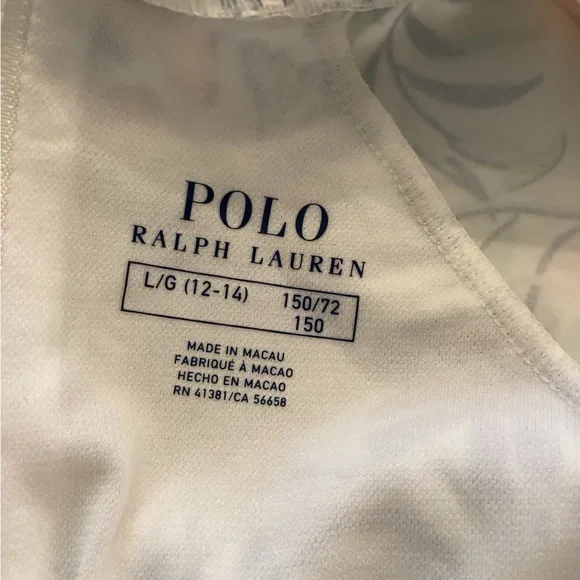 POLO
RALPH LAUREN
L/G (12-14) 150/72
150
MADE IN MACAU
FABRIQUÉ À MACAO
HECHO EN MACAO
RN 41381/CA 56658